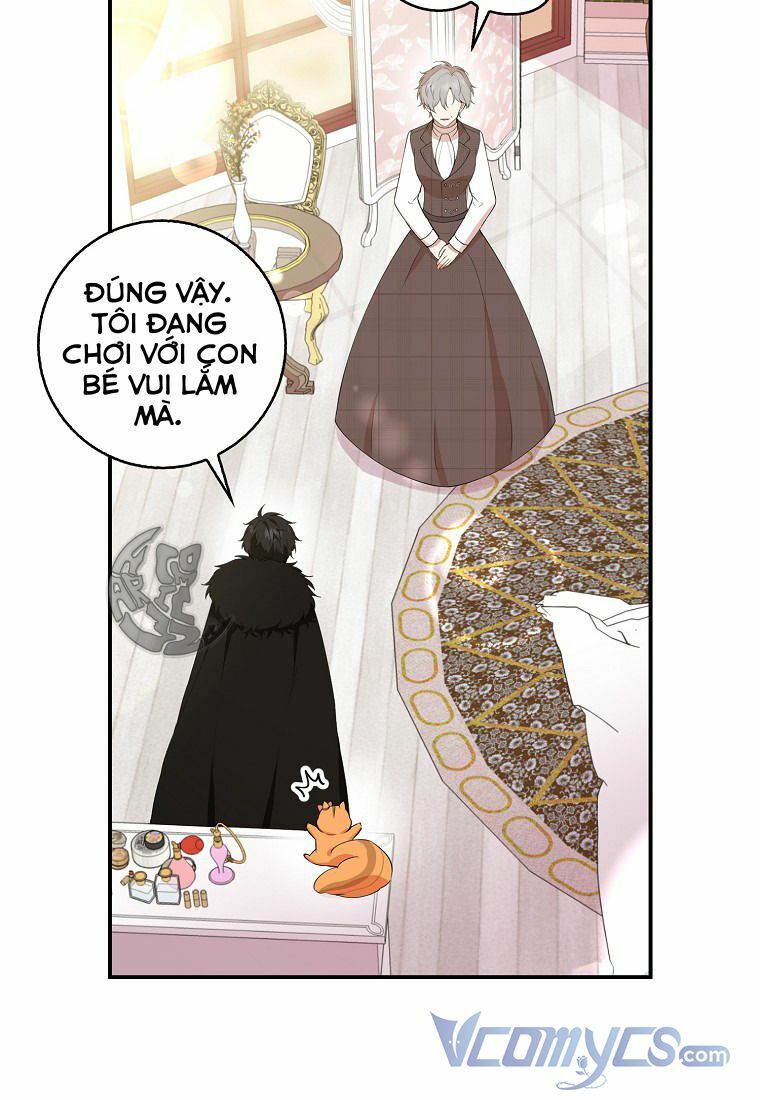 ĐÚNG VẬY.
TÔI ĐANG
CHƠI VỚI CON
BÉ VUI LẮM
MÀ.
Vcomycs.com